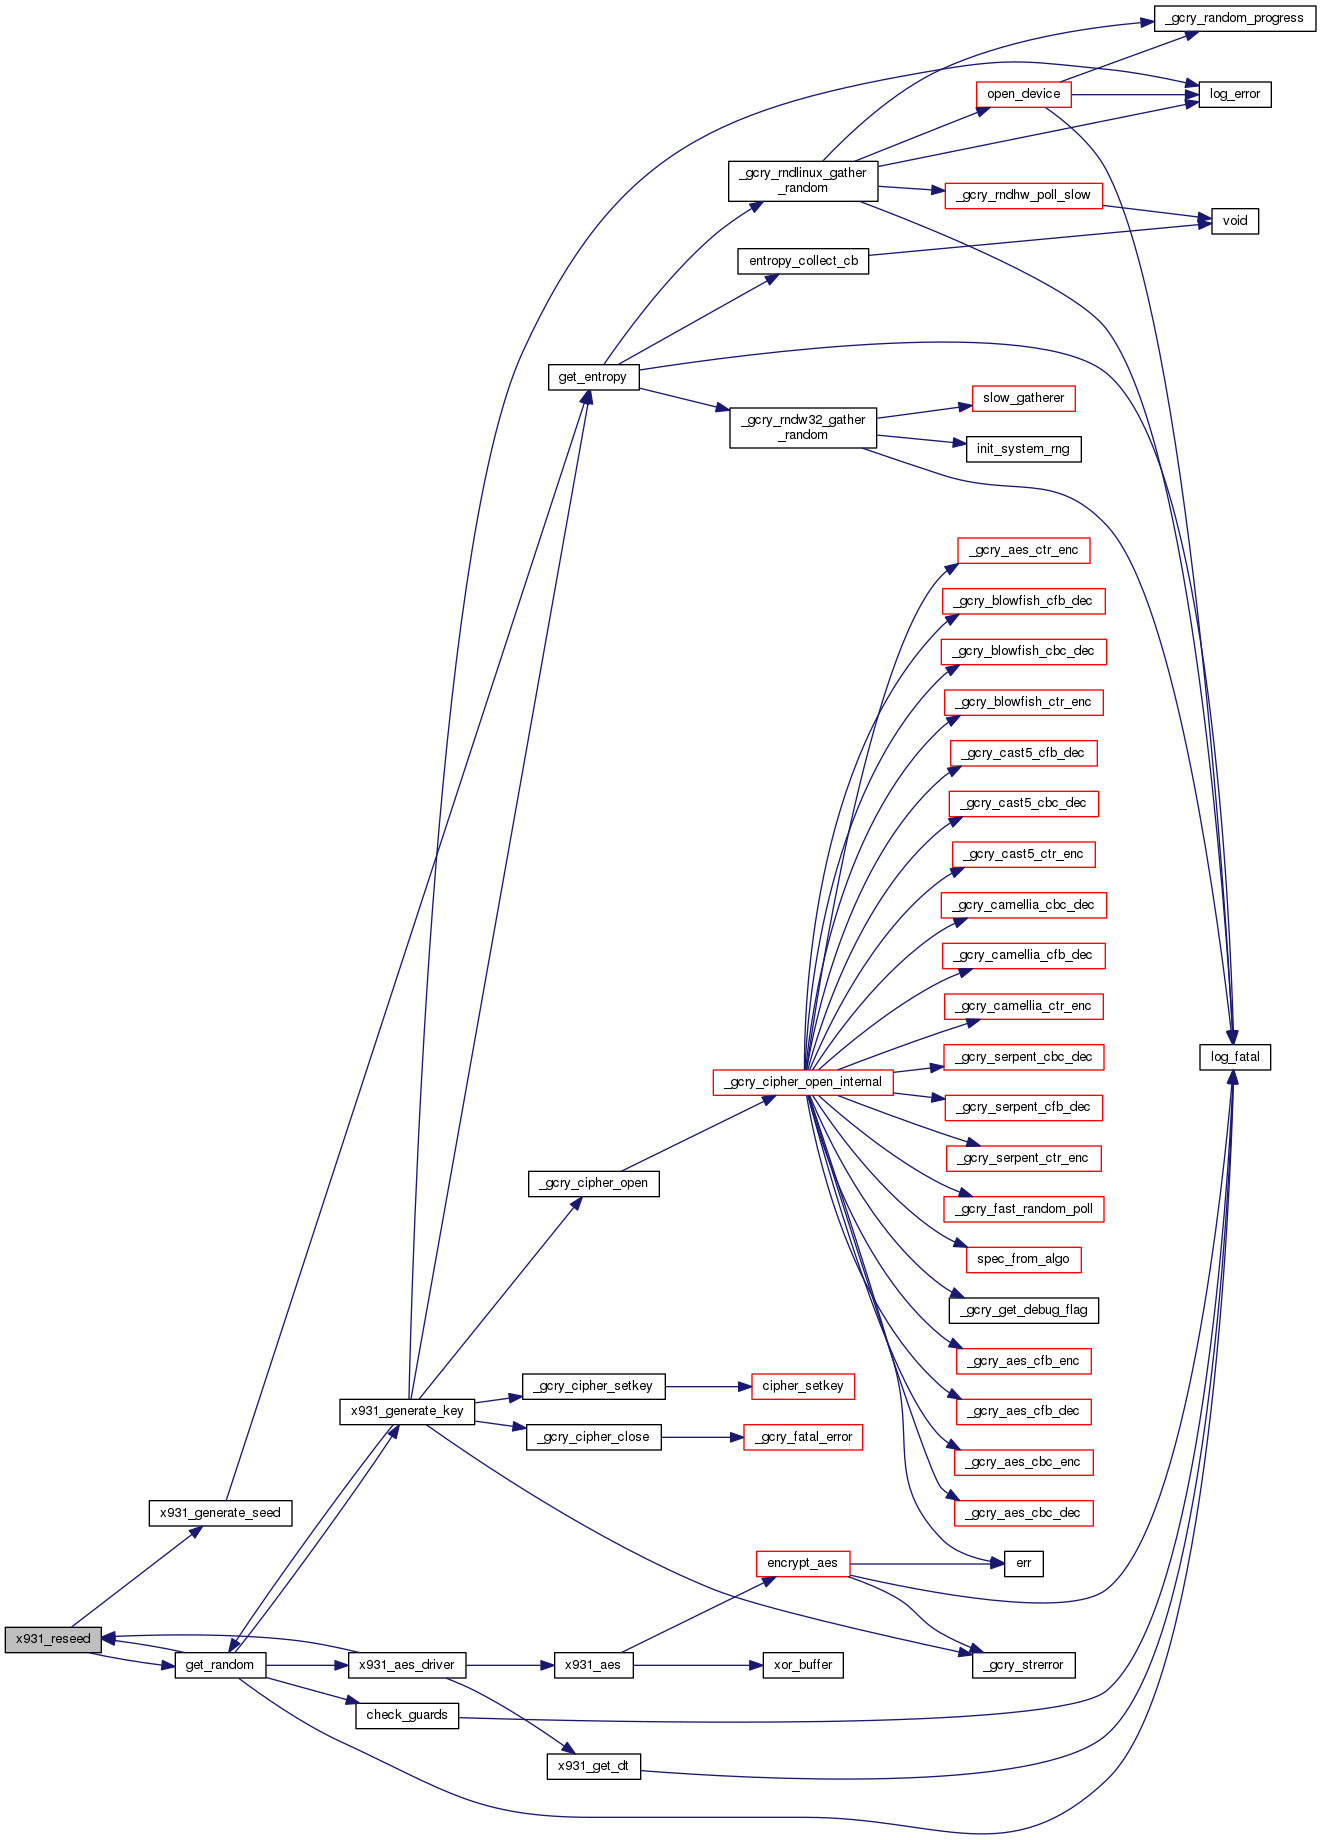 _gcry_random_progress
open_device
log_error
_gcry_rndlinux_gather
_random
_gcry_rndhw_poll_slow
void
entropy_collect_cb
get_entropy
slow_gatherer
_gcry_rndw32_gather
_random
init_system_rng
_gcry_aes_ctr_enc
_gcry_blowfish_cfb_dec
_gcry_blowfish_cbc_dec
_gcry_blowfish_ctr_enc
_gcry_cast5_cfb_dec
_gcry_cast5_cbc_dec
_gcry_cast5_ctr_enc
_gcry_camellia_cbc_dec
_gcry_camellia_cfb_dec
_gcry_camellia_ctr_enc
_gcry_serpent_cbc_dec
log_fatal
_gcry_cipher_open_internal
_gcry_serpent_cfb_dec
_gcry_serpent_ctr_enc
_gcry_cipher_open
_gcry_fast_random_poll
spec_from_algo
_gcry_get_debug_flag
_gcry_aes_cfb_enc
_gcry_cipher_setkey
cipher_setkey
x931_generate_key
_gcry_aes_cfb_dec
_gcry_cipher_close
_gcry_fatal_error
_gcry_aes_cbc_enc
x931_generate_seed
_gcry_aes_cbc_dec
encrypt_aes
err
x931_reseed
get_random
x931_aes_driver
x931_aes
xor_buffer
_gcry_strerror
check_guards
x931_get_dt